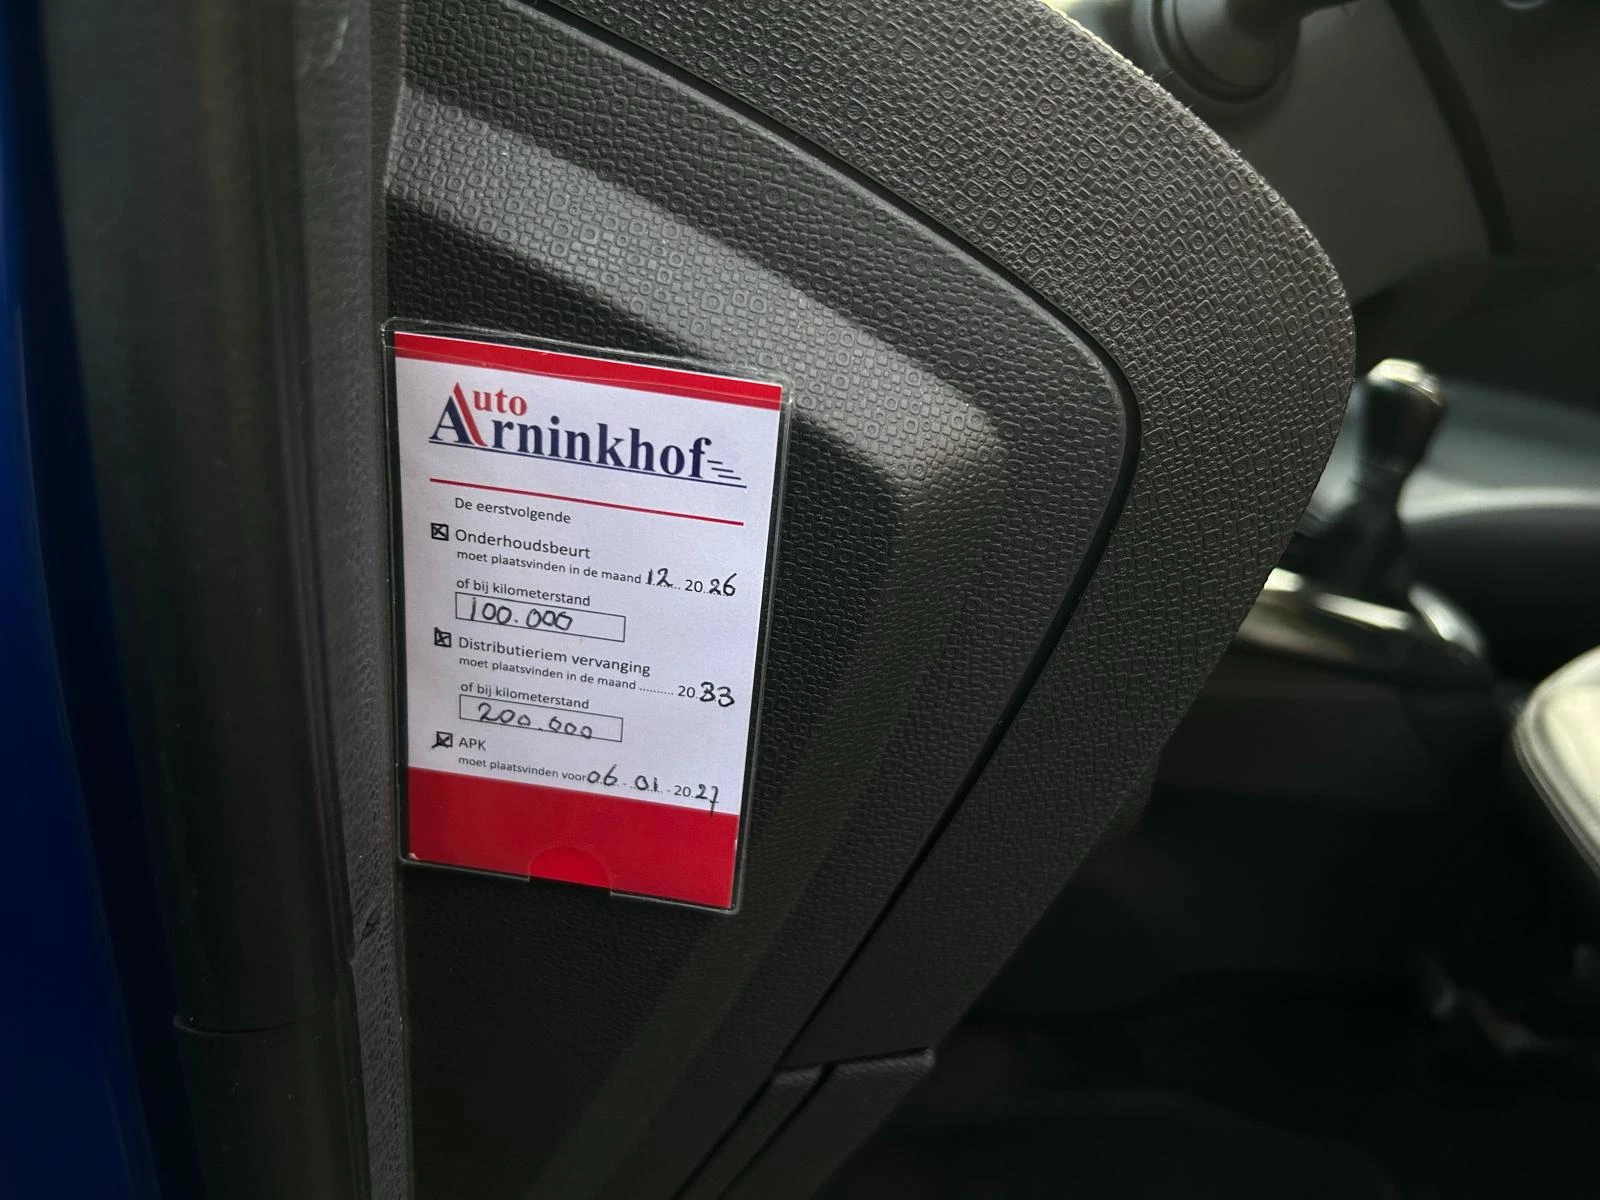 Auto
Arninkhof
De eerstvolgende
Onderhoudsbeurt
moet plaatsvinden in de maand 12.. 20.26
of bij kilometerstand
100.000
Distributieriem vervanging
moet plaatsvinden in de maand .......... 20.33
of bij kilometerstand
200.000
APK
moet plaatsvinden voor 06 - 01 - 2027